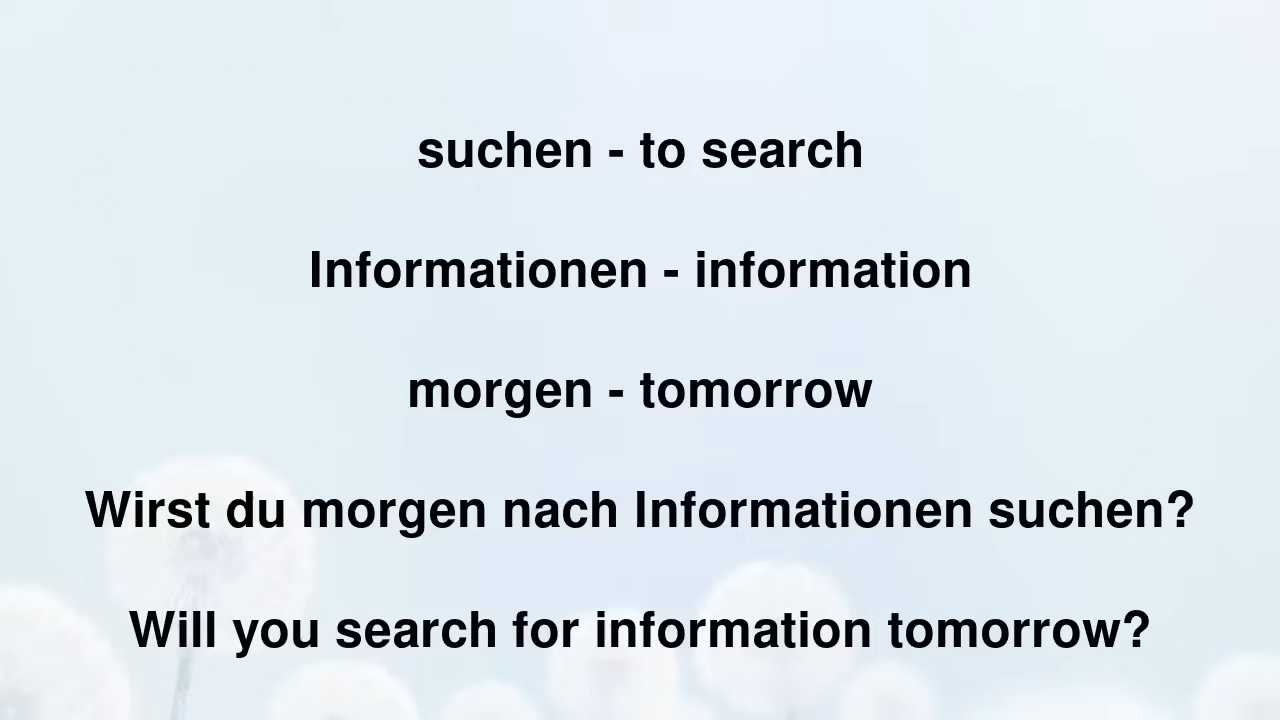 suchen - to search
Informationen - information
morgen - tomorrow
Wirst du morgen nach Informationen suchen?
Will you search for information tomorrow?